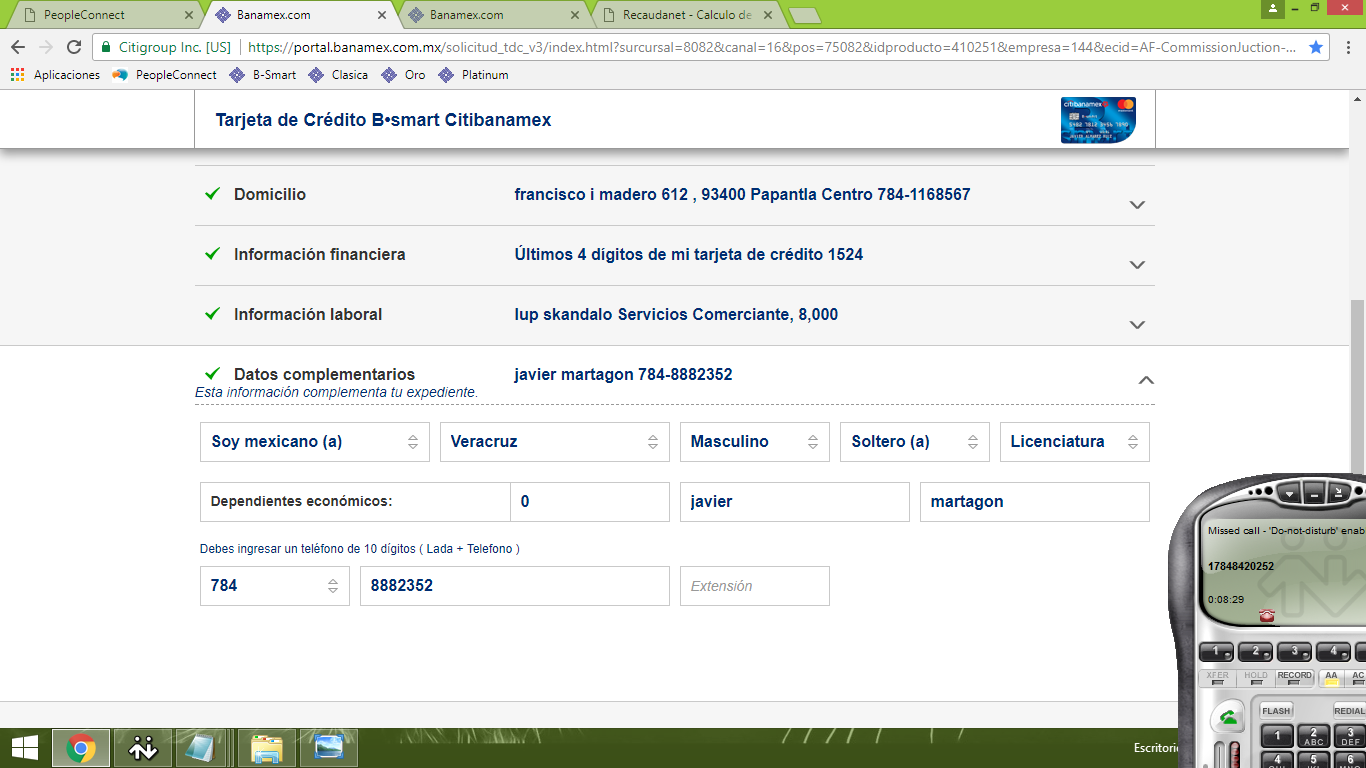 PeopleConnect
Banamex.com
Banamex.com
Recaudanet - Calculo de
Citigroup Inc. [US]
https://portal.banamex.com.mx/solicitud_tdc_v3/index.html?surcursal=8082&canal=16&pos=75082&idproducto=410251&empresa=144&ecid=AF-CommissionJuction-...
Aplicaciones
PeopleConnect
B-Smart
Clasica
Oro
Platinum
Tarjeta de Crédito B•smart Citibanamex
citibanamex
Domicilio
francisco i madero 612 , 93400 Papantla Centro 784-1168567
Información financiera
Últimos 4 dígitos de mi tarjeta de crédito 1524
Información laboral
lup skandalo Servicios Comerciante, 8,000
Datos complementarios
javier martagon 784-8882352
Esta información complementa tu expediente.
Soy mexicano (a)
Veracruz
Masculino
Soltero (a)
Licenciatura
Dependientes económicos:
0
javier
martagon
Debes ingresar un teléfono de 10 dígitos ( Lada + Telefono )
784
8882352
Extensión
Missed call - 'Do-not-disturb' enab
17848420252
0:08:29
1
2
3
4
XFER
HOLD
RECORD
AA
AC
FLASH
REDIAL
1
2 ABC
3 DEF
4
5
6
Escritorio